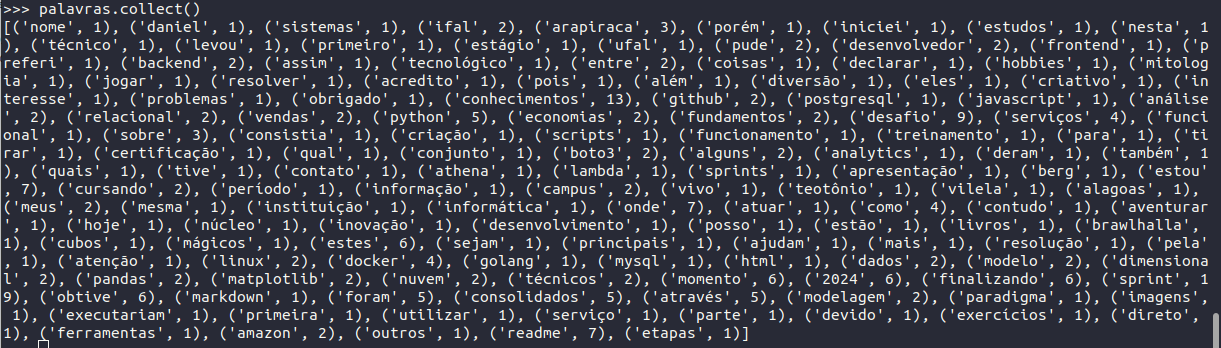 >>> palavras.collect()
[('nome', 1), ('daniel', 1), ('sistemas', 1), ('ifal', 2), ('arapiraca', 3), ('porém', 1), ('iniciei', 1), ('estudos', 1), ('nesta', 1
), ('técnico', 1), ('levou', 1), ('primeiro', 1), ('estágio', 1), ('ufal', 1), ('pude', 2), ('desenvolvedor', 2), ('frontend', 1), ('p
referi', 1), ('backend', 2), ('assim', 1), ('tecnológico', 1), ('entre', 2), ('coisas', 1), ('declarar', 1), ('hobbies', 1), ('mitolog
ia', 1), ('jogar', 1), ('resolver', 1), ('acredito', 1), ('pois', 1), ('além', 1), ('diversão', 1), ('eles', 1), ('criativo', 1), ('in
teresse', 1), ('problemas', 1), ('obrigado', 1), ('conhecimentos', 13), ('github', 2), ('postgresql', 1), ('javascript', 1), ('análise
', 2), ('relacional', 2), ('vendas', 2), ('python', 5), ('economias', 2), ('fundamentos', 2), ('desafio', 9), ('serviços', 4), ('funci
onal', 1), ('sobre', 3), ('consistia', 1), ('criação', 1), ('scripts', 1), ('funcionamento', 1), ('treinamento', 1), ('para', 1), ('ti
rar', 1), ('certificação', 1), ('qual', 1), ('conjunto', 1), ('boto3', 2), ('alguns', 2), ('analytics', 1), ('deram', 1), ('também', 1
), ('quais', 1), ('tive', 1), ('contato', 1), ('athena', 1), ('lambda', 1), ('sprints', 1), ('apresentação', 1), ('berg', 1), ('estou'
, 7), ('cursando', 2), ('período', 1), ('informação', 1), ('campus', 2), ('vivo', 1), ('teotônio', 1), ('vilela', 1), ('alagoas', 1),
('meus', 2), ('mesma', 1), ('instituição', 1), ('informática', 1), ('onde', 7), ('atuar', 2), ('como', 4), ('contudo', 1), ('aventurar
', 1), ('hoje', 1), ('núcleo', 1), ('inovação', 1), ('desenvolvimento', 1), ('posso', 1), ('estão', 1), ('livros', 1), ('brawlhalla',
1), ('cubos', 1), ('mágicos', 1), ('estes', 6), ('sejam', 1), ('principais', 1), ('ajudam', 1), ('mais', 1), ('resolução', 1), ('pela'
, 1), ('atenção', 1), ('linux', 2), ('docker', 4), ('golang', 1), ('mysql', 1), ('html', 1), ('dados', 2), ('modelo', 2), ('dimensiona
l', 2), ('pandas', 2), ('matplotlib', 2), ('nuvem', 2), ('técnicos', 2), ('momento', 6), ('2024', 6), ('finalizando', 6), ('sprint', 1
9), ('obtive', 6), ('markdown', 1), ('foram', 5), ('consolidados', 5), ('através', 5), ('modelagem', 2), ('paradigma', 1), ('imagens',
 1), ('executariam', 1), ('primeira', 1), ('utilizar', 1), ('serviço', 1), ('parte', 1), ('devido', 1), ('exercícios', 1), ('direto',
1), ('ferramentas', 1), ('amazon', 2), ('outros', 1), ('readme', 7), ('etapas', 1)]